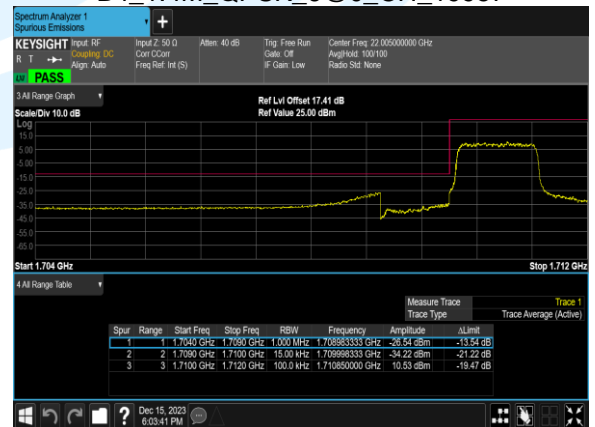 Spectrum Analyzer 1
Spurious Emissions
KEYSIGHT Input: RF Input Z: 50 Ω Atten: 40 dB Trig: Free Run Center Freq: 22.005000000 GHz
R T Coupling: DC Corr CCorr Gate: Off Avg|Hold: 100/100
Align: Auto Freq Ref: Int (S) IF Gain: Low Radio Std: None
PASS
3 All Range Graph
Ref Lvl Offset 17.41 dB
Scale/Div 10.0 dB Ref Value 25.00 dBm
Log
15.0
5.00
-5.00
-15.0
-25.0
-35.0
-45.0
-55.0
-65.0
Start 1.704 GHz Stop 1.712 GHz
4 All Range Table
Measure Trace Trace 1
Trace Type Trace Average (Active)
Spur Range Start Freq Stop Freq RBW Frequency Amplitude ΔLimit
1 1 1.7040 GHz 1.7090 GHz 1.000 MHz 1.708983333 GHz -26.54 dBm -13.54 dB
2 2 1.7090 GHz 1.7100 GHz 15.00 kHz 1.709998333 GHz -34.22 dBm -21.22 dB
3 3 1.7100 GHz 1.7120 GHz 100.0 kHz 1.710850000 GHz 10.53 dBm -19.47 dB
? Dec 15, 2023
6:03:41 PM